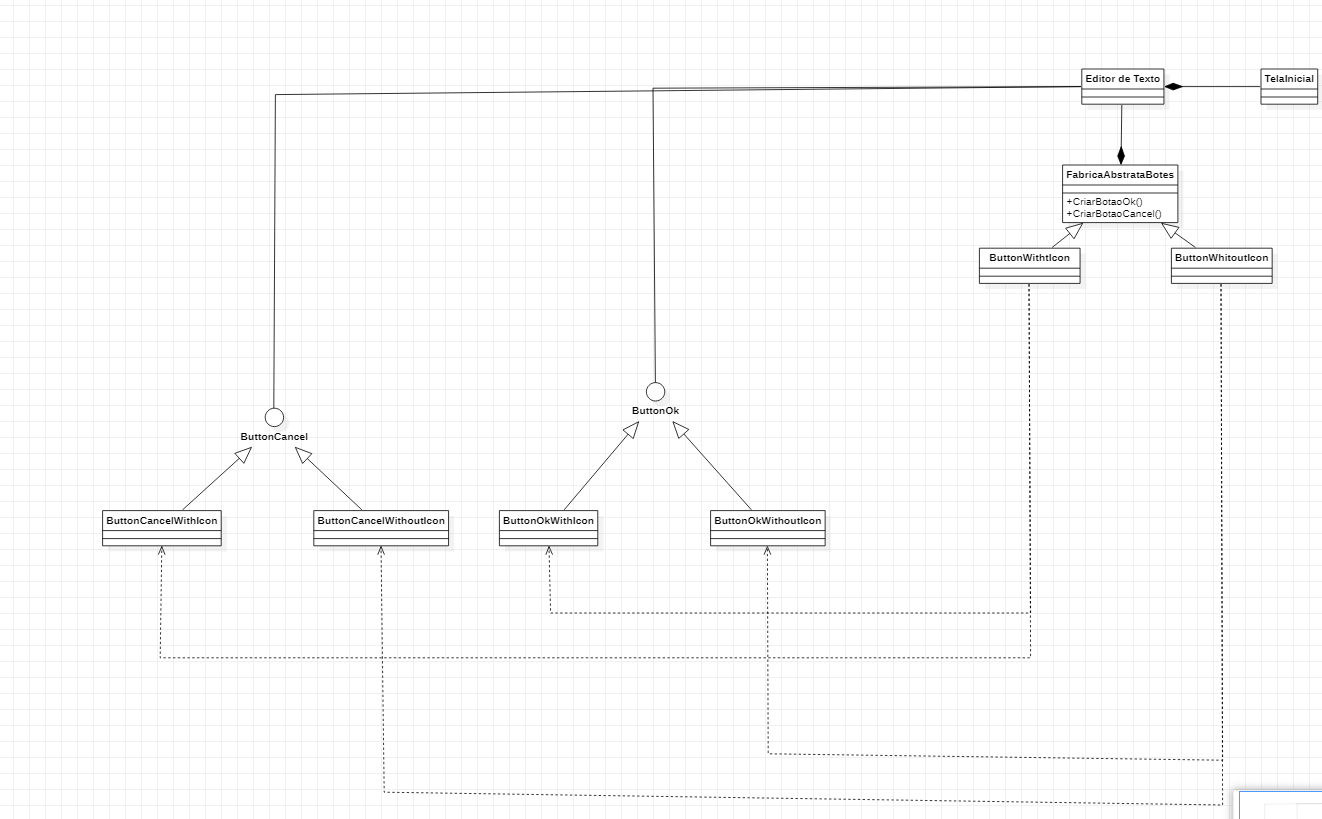 Editor de Texto
TelaInicial
FabricaAbstrataBotes
+CriarBotaoOk()
+CriarBotaoCancel()
ButtonWithtIcon
ButtonWhitoutIcon
ButtonOk
ButtonCancel
ButtonCancelWithIcon
ButtonCancelWithoutIcon
ButtonOkWithIcon
ButtonOkWithoutIcon